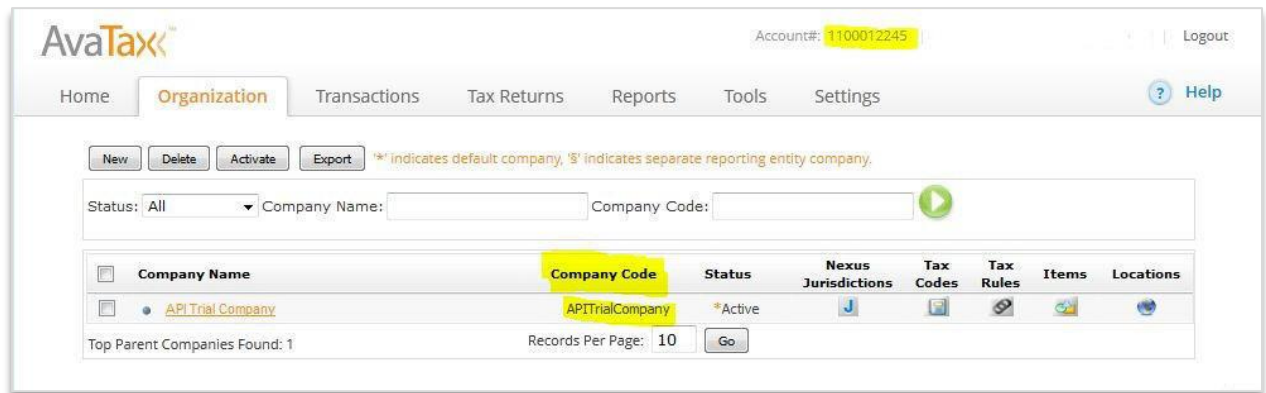 AvaTax
Account#: 1100012245 Logout
Home Organization Transactions Tax Returns Reports Tools Settings ? Help
New Delete Activate Export '*' indicates default company, '§' indicates separate reporting entity company.
Status: All Company Name: Company Code:
Company Name Company Code Status Nexus Jurisdictions Tax Codes Tax Rules Items Locations
API Trial Company APITrialCompany *Active J
Top Parent Companies Found: 1 Records Per Page: 10 Go